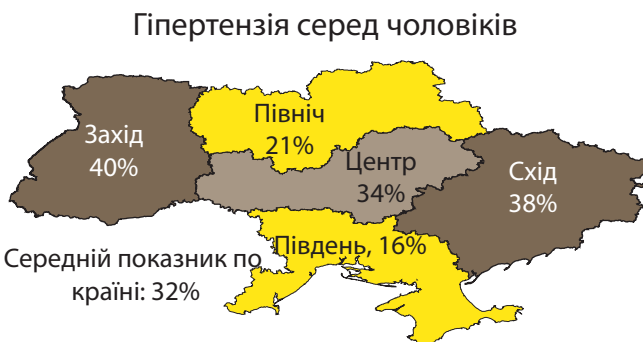 Гіпертензія серед чоловіків
Північ
21%
Захід
40%
Центр
34%
Схід
38%
Південь, 16%
Середній показник по
країні: 32%